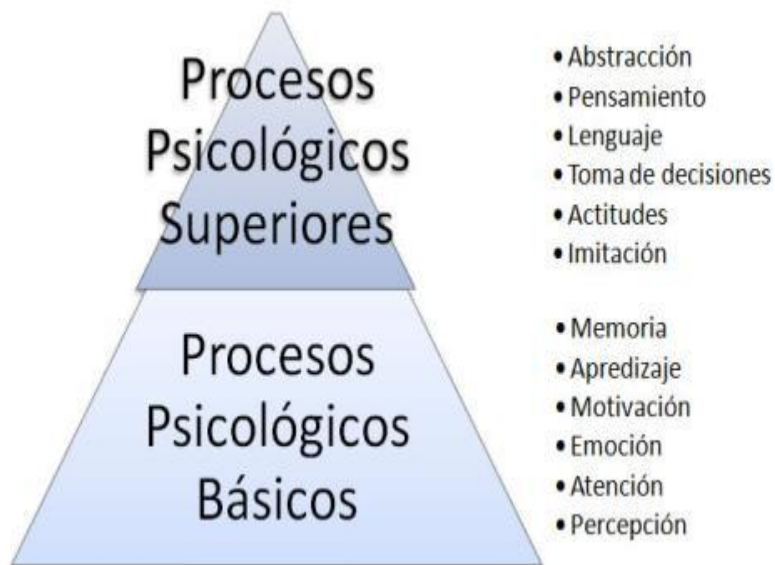 Procesos
Psicológicos
Superiores
• Abstracción
• Pensamiento
• Lenguaje
• Toma de decisiones
• Actitudes
• Imitación
Procesos
Psicológicos
Básicos
• Memoria
• Apredizaje
• Motivación
• Emoción
• Atención
• Percepción